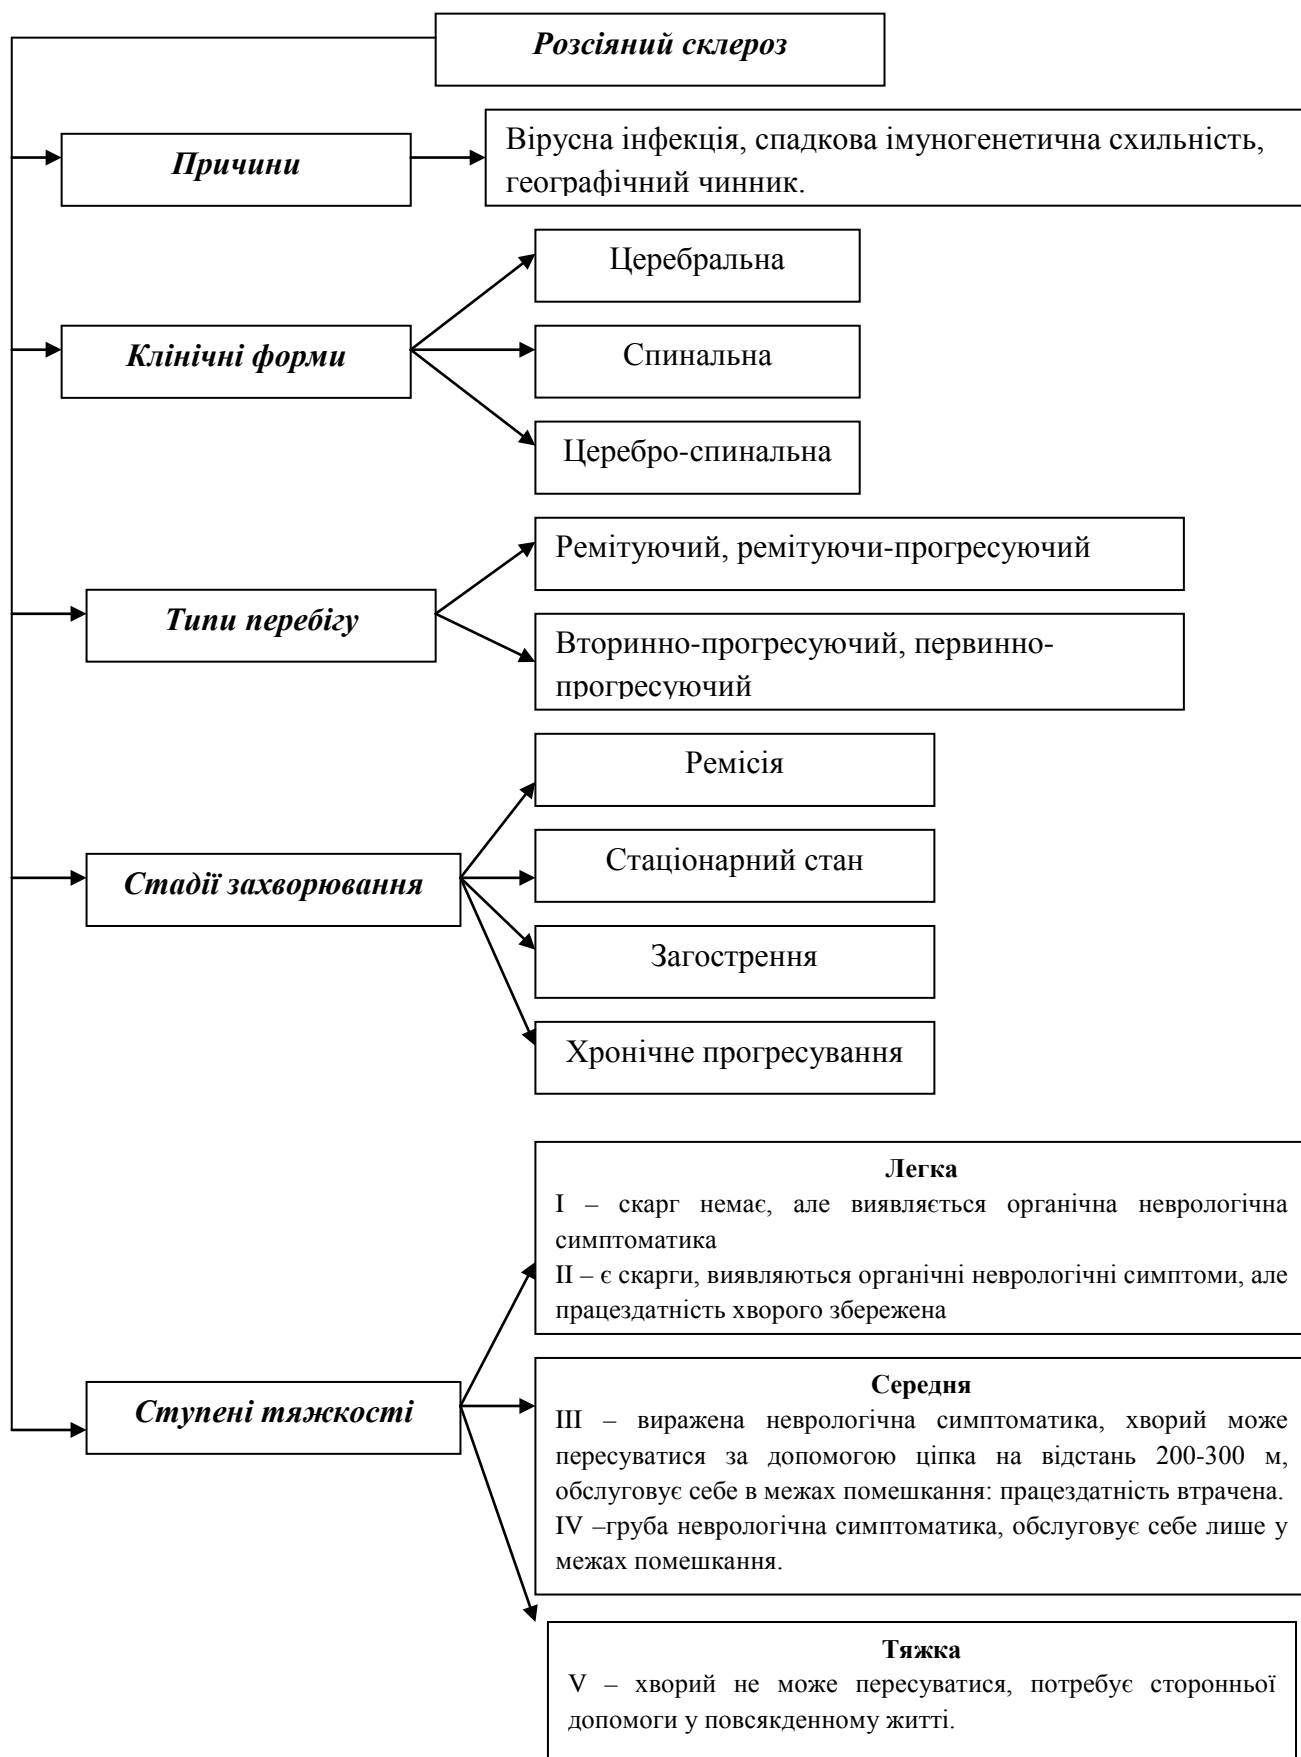 Розсіяний склероз
Причини
Вірусна інфекція, спадкова імуногенетична схильність,
географічний чинник.
Клінічні форми
Церебральна
Спинальна
Церебро-спинальна
Типи перебігу
Ремітуючий, ремітуючи-прогресуючий
Вторинно-прогресуючий, первинно-
прогресуючий
Стадії захворювання
Ремісія
Стаціонарний стан
Загострення
Хронічне прогресування
Ступені тяжкості
Легка
I – скарг немає, але виявляється органічна неврологічна
симптоматика
II – є скарги, виявляються органічні неврологічні симптоми, але
працездатність хворого збережена
Середня
III – виражена неврологічна симптоматика, хворий може
пересуватися за допомогою ціпка на відстань 200-300 м,
обслуговує себе в межах помешкання: працездатність втрачена.
IV –груба неврологічна симптоматика, обслуговує себе лише у
межах помешкання.
Тяжка
V – хворий не може пересуватися, потребує сторонньої
допомоги у повсякденному житті.